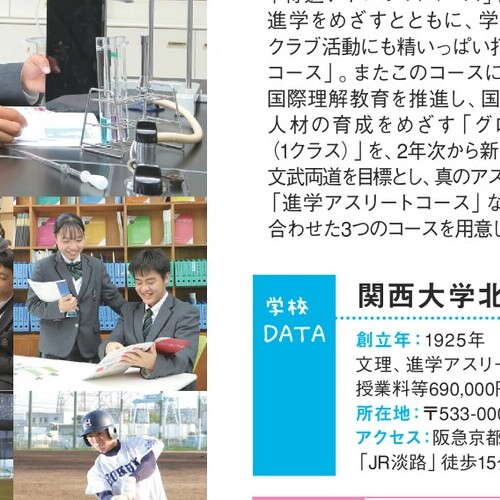 進学をめざすとともに、学
クラブ活動にも精いっぱい打
コース」。またこのコースに
国際理解教育を推進し、国
人材の育成をめざす「グロ
（1クラス）」を、2年次から新
文武両道を目標とし、真のアス
「進学アスリートコース」な
合わせた3つのコースを用意し
学校
DATA
関西大学北
創立年：1925年
文理、進学アスリー
授業料等690,000円
所在地：〒533-000
アクセス：阪急京都
「JR淡路」徒歩15分